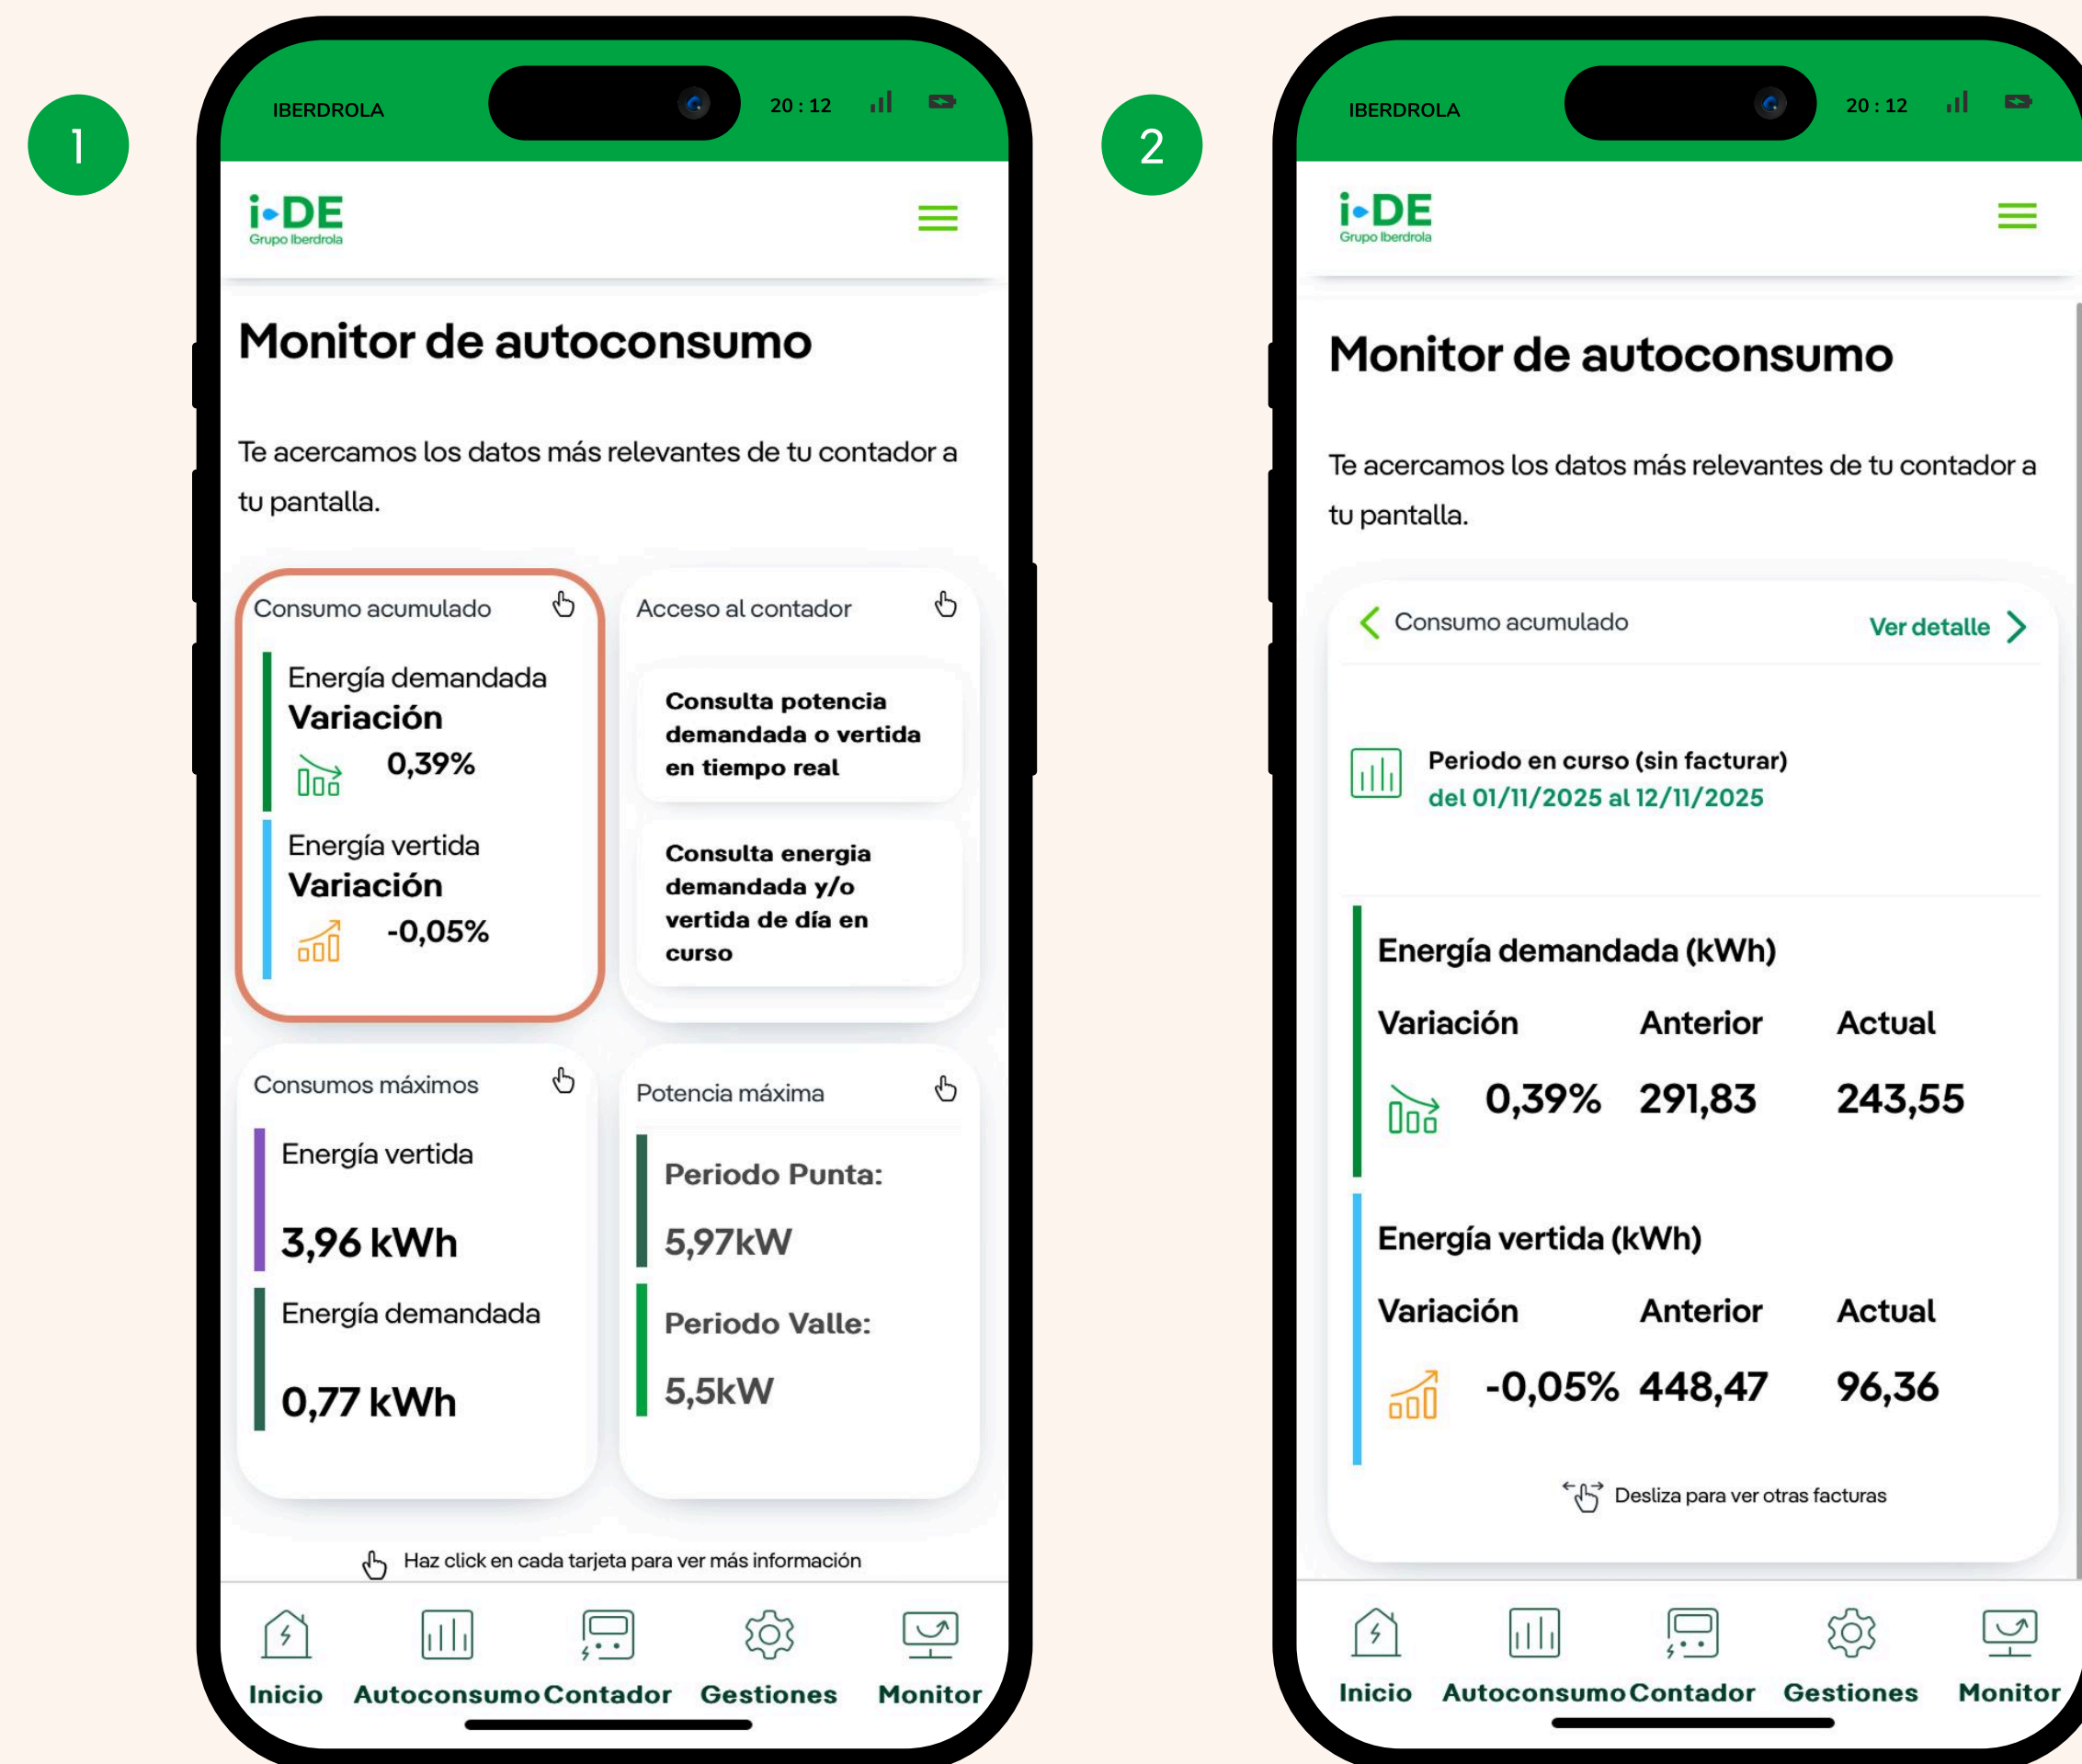 1
IBERDROLA
20 : 12
i-DE
Grupo Iberdrola
Monitor de autoconsumo
Te acercamos los datos más relevantes de tu contador a
tu pantalla.
Consumo acumulado
Energía demandada
Variación
0,39%
Energía vertida
Variación
-0,05%
Acceso al contador
Consulta potencia
demandada o vertida
en tiempo real
Consulta energia
demandada y/o
vertida de día en
curso
Consumos máximos
Energía vertida
3,96 kWh
Energía demandada
0,77 kWh
Potencia máxima
Periodo Punta:
5,97kW
Periodo Valle:
5,5kW
Haz click en cada tarjeta para ver más información
Inicio Autoconsumo Contador Gestiones Monitor
2
IBERDROLA
20 : 12
i-DE
Grupo Iberdrola
Monitor de autoconsumo
Te acercamos los datos más relevantes de tu contador a
tu pantalla.
Consumo acumulado Ver detalle
Periodo en curso (sin facturar)
del 01/11/2025 al 12/11/2025
Energía demandada (kWh)
Variación Anterior Actual
0,39% 291,83 243,55
Energía vertida (kWh)
Variación Anterior Actual
-0,05% 448,47 96,36
Desliza para ver otras facturas
Inicio Autoconsumo Contador Gestiones Monitor